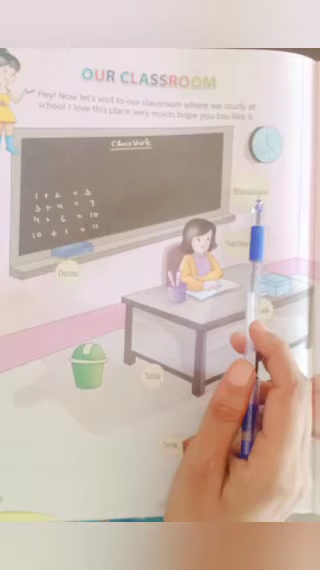 OUR CLASSROOM
Hey! Now let's visit to our classroom where we study at
school. I love this place very much, hope you too like it.
Class Work
1 + 2 = 3
3 + 4 = 7
4 + 6 = 10
10 + 1 = 11
Duster
Table